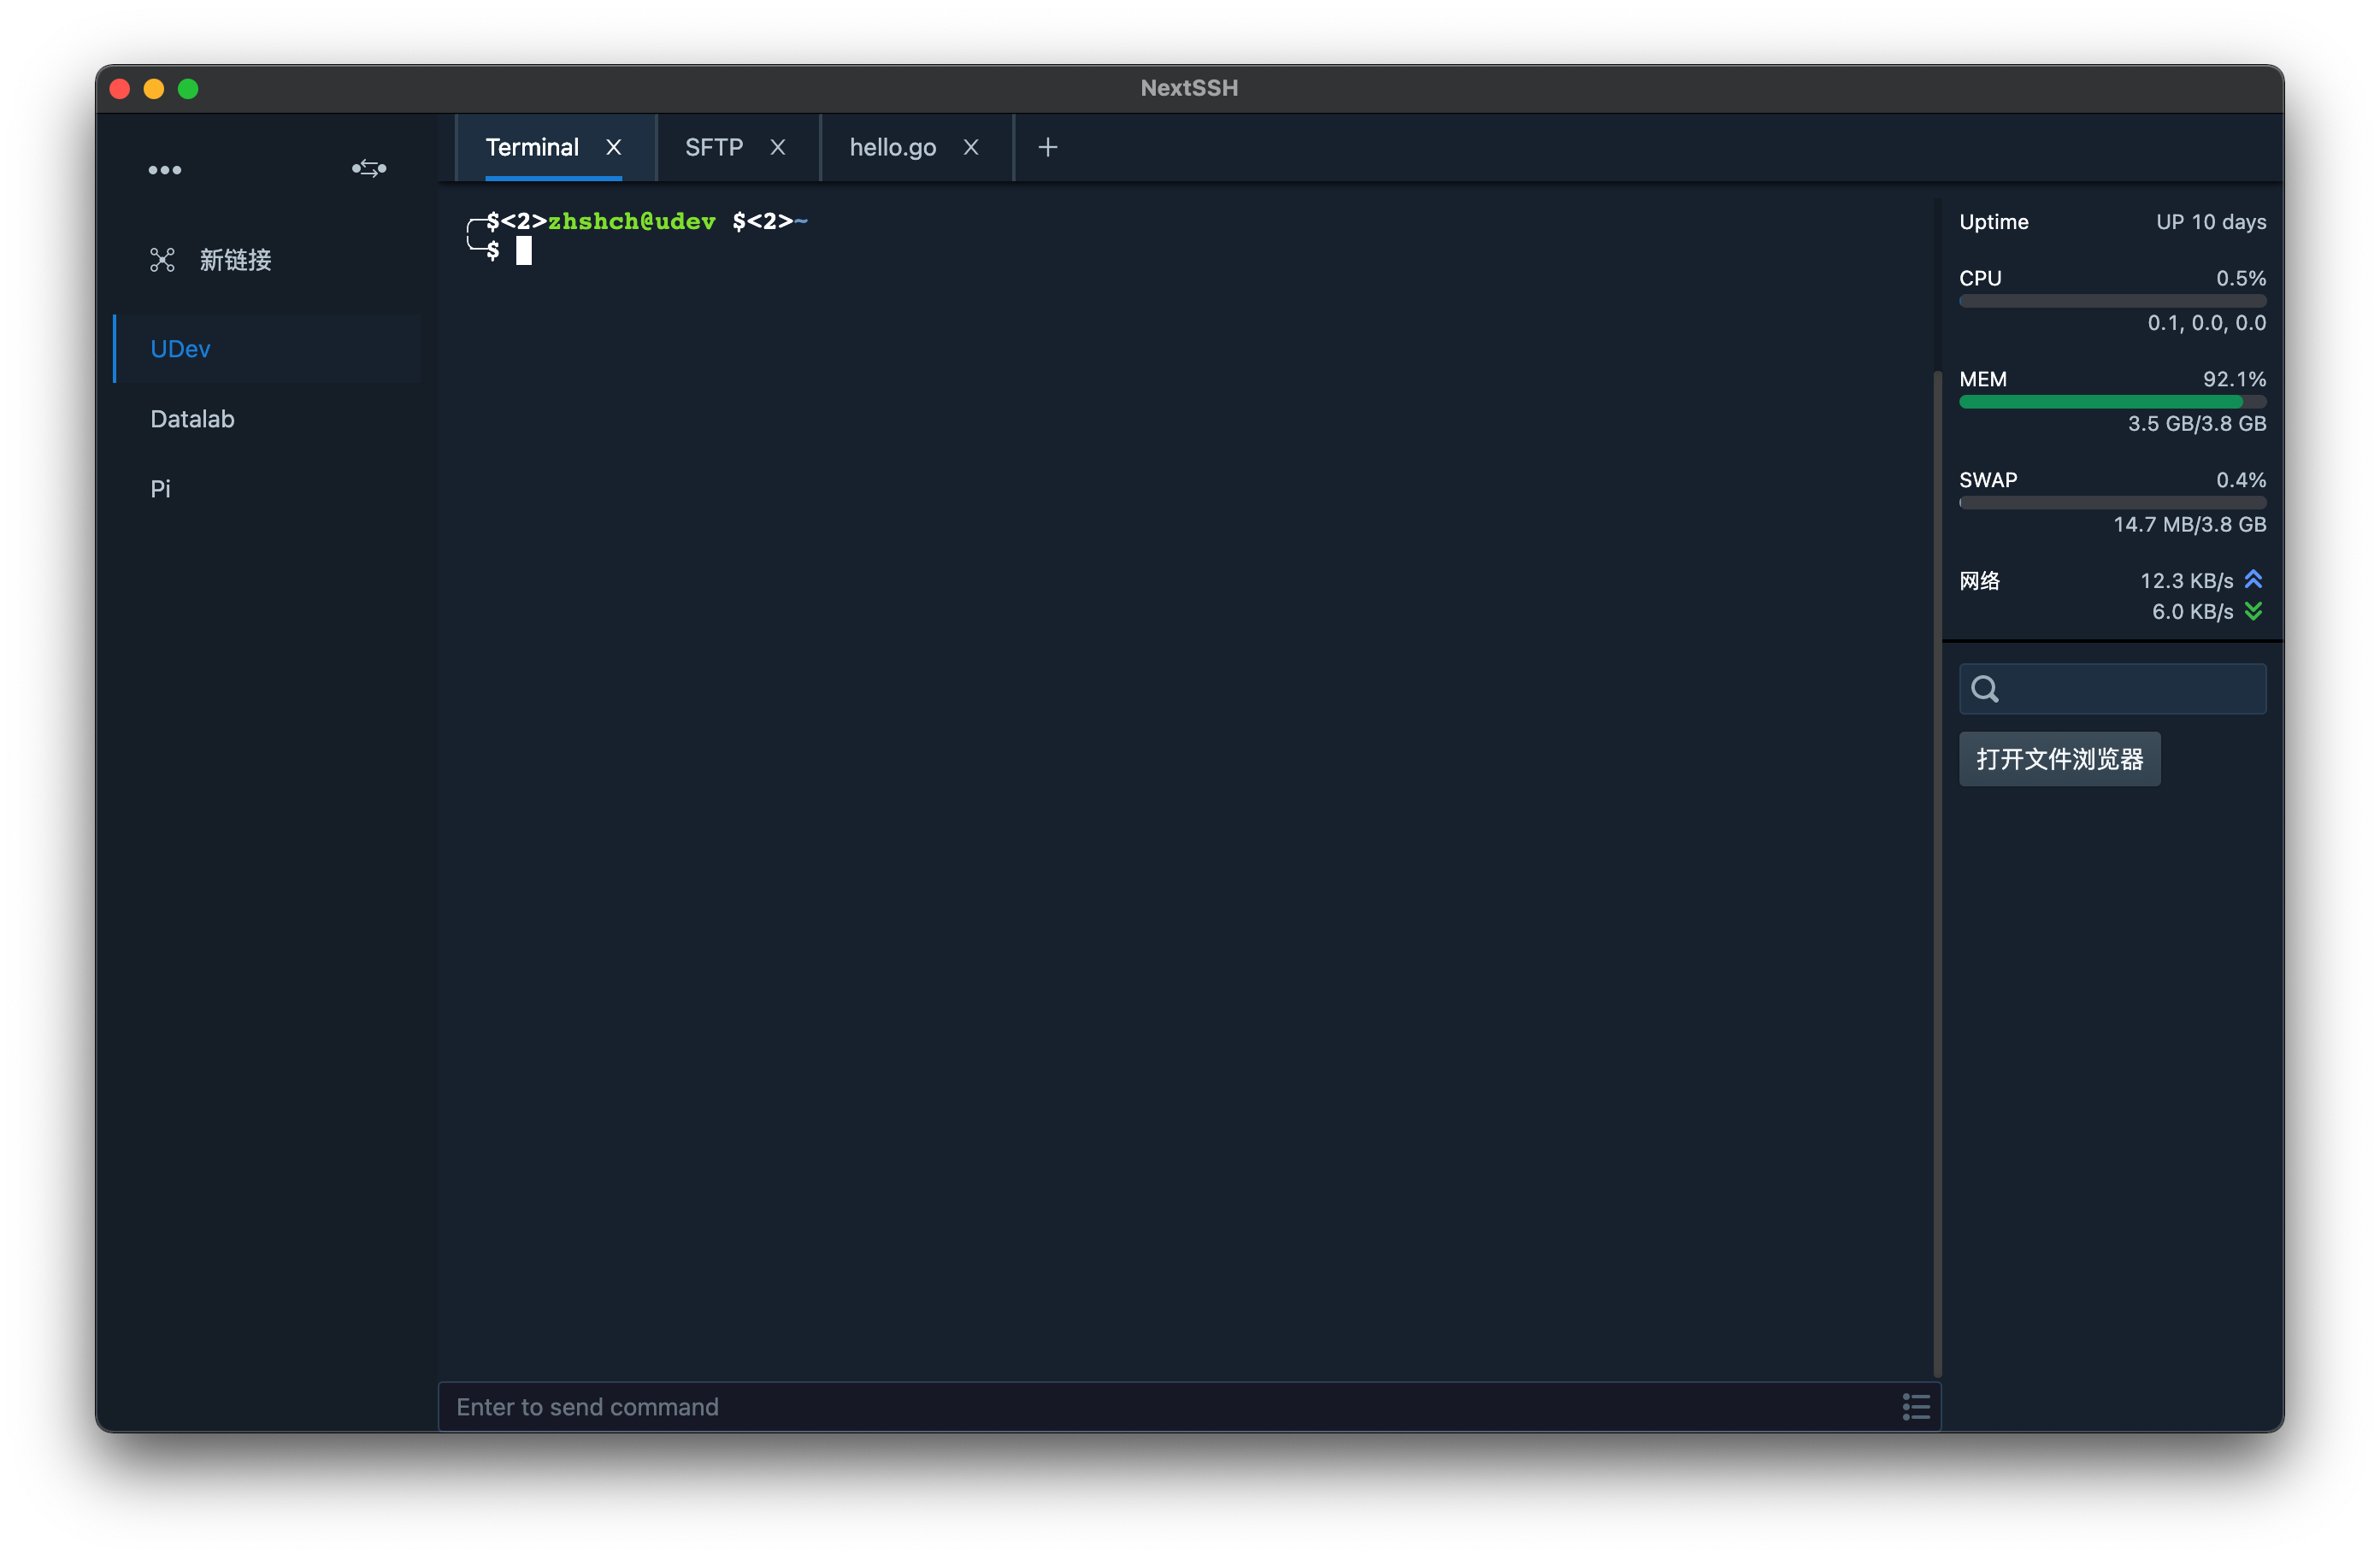 NextSSH
Terminal X SFTP X hello.go X +
新链接
UDev
Datalab
Pi
╭─$<2>zhshch@udev $<2>~
╰─$
Enter to send command
Uptime UP 10 days
CPU 0.5%
0.1, 0.0, 0.0
MEM 92.1%
3.5 GB/3.8 GB
SWAP 0.4%
14.7 MB/3.8 GB
网络 12.3 KB/s
6.0 KB/s
打开文件浏览器